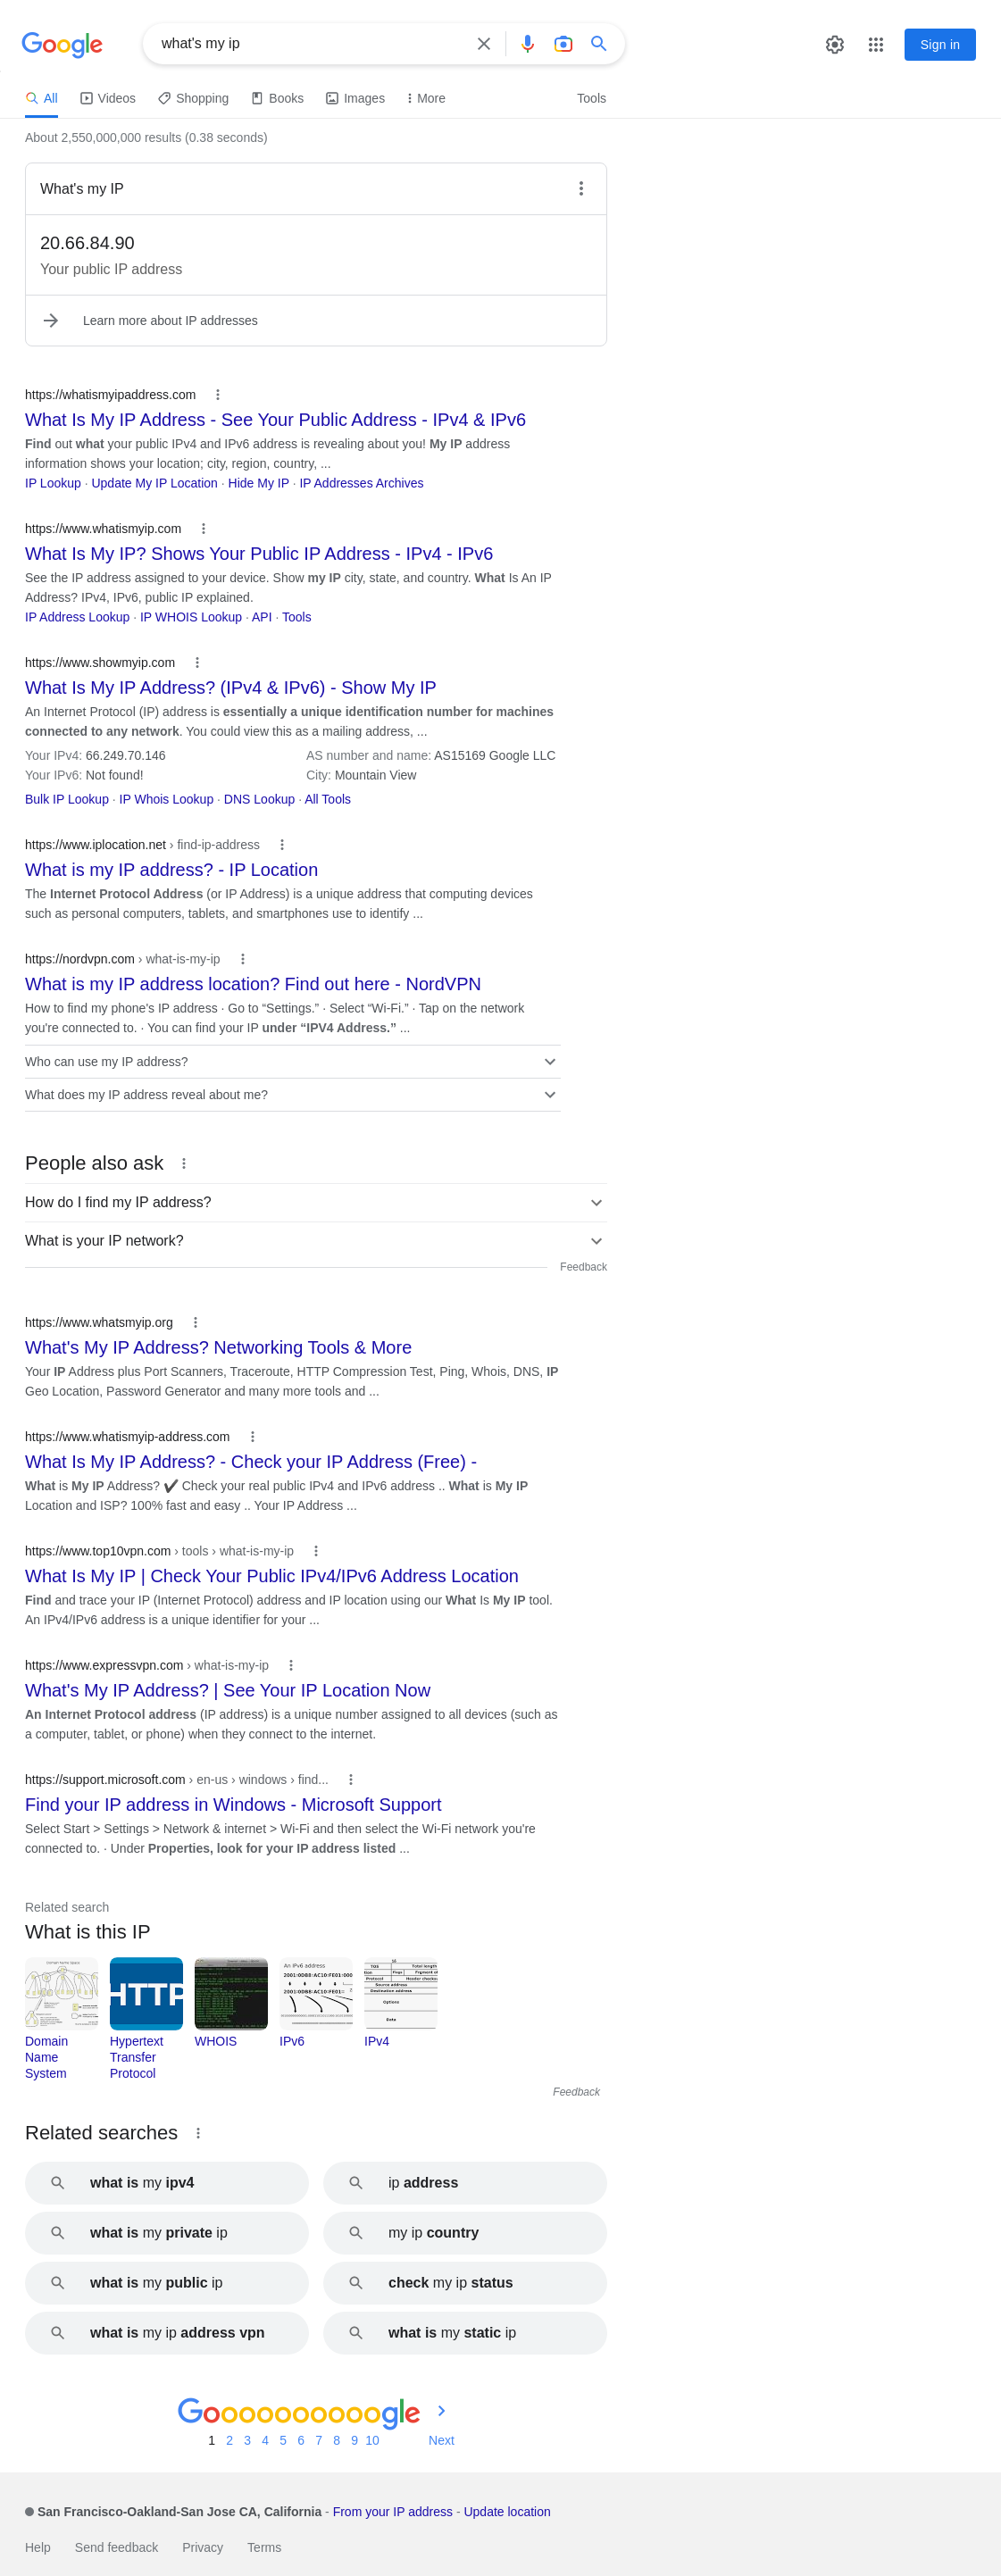 Google
what's my ip
Sign in
All
Videos
Shopping
Books
Images
More
Tools
About 2,550,000,000 results (0.38 seconds)
What's my IP
20.66.84.90
Your public IP address
Learn more about IP addresses
https://whatismyipaddress.com
What Is My IP Address - See Your Public Address - IPv4 & IPv6
Find out what your public IPv4 and IPv6 address is revealing about you! My IP address
information shows your location; city, region, country, ...
IP Lookup · Update My IP Location · Hide My IP · IP Addresses Archives
https://www.whatismyip.com
What Is My IP? Shows Your Public IP Address - IPv4 - IPv6
See the IP address assigned to your device. Show my IP city, state, and country. What Is An IP
Address? IPv4, IPv6, public IP explained.
IP Address Lookup · IP WHOIS Lookup · API · Tools
https://www.showmyip.com
What Is My IP Address? (IPv4 & IPv6) - Show My IP
An Internet Protocol (IP) address is essentially a unique identification number for machines
connected to any network. You could view this as a mailing address, ...
Your IPv4: 66.249.70.146
AS number and name: AS15169 Google LLC
Your IPv6: Not found!
City: Mountain View
Bulk IP Lookup · IP Whois Lookup · DNS Lookup · All Tools
https://www.iplocation.net › find-ip-address
What is my IP address? - IP Location
The Internet Protocol Address (or IP Address) is a unique address that computing devices
such as personal computers, tablets, and smartphones use to identify ...
https://nordvpn.com › what-is-my-ip
What is my IP address location? Find out here - NordVPN
How to find my phone's IP address · Go to “Settings.” · Select “Wi-Fi.” · Tap on the network
you're connected to. · You can find your IP under “IPV4 Address.” ...
Who can use my IP address?
What does my IP address reveal about me?
People also ask
How do I find my IP address?
What is your IP network?
Feedback
https://www.whatsmyip.org
What's My IP Address? Networking Tools & More
Your IP Address plus Port Scanners, Traceroute, HTTP Compression Test, Ping, Whois, DNS, IP
Geo Location, Password Generator and many more tools and ...
https://www.whatismyip-address.com
What Is My IP Address? - Check your IP Address (Free) -
What is My IP Address? ✔️ Check your real public IPv4 and IPv6 address .. What is My IP
Location and ISP? 100% fast and easy .. Your IP Address ...
https://www.top10vpn.com › tools › what-is-my-ip
What Is My IP | Check Your Public IPv4/IPv6 Address Location
Find and trace your IP (Internet Protocol) address and IP location using our What Is My IP tool.
An IPv4/IPv6 address is a unique identifier for your ...
https://www.expressvpn.com › what-is-my-ip
What's My IP Address? | See Your IP Location Now
An Internet Protocol address (IP address) is a unique number assigned to all devices (such as
a computer, tablet, or phone) when they connect to the internet.
https://support.microsoft.com › en-us › windows › find...
Find your IP address in Windows - Microsoft Support
Select Start > Settings > Network & internet > Wi-Fi and then select the Wi-Fi network you're
connected to. · Under Properties, look for your IP address listed ...
Related search
What is this IP
HTTP
An IPv6 address
Options
Data
Domain
Name
System
Hypertext
Transfer
Protocol
WHOIS
IPv6
IPv4
Feedback
Related searches
what is my ipv4
ip address
what is my private ip
my ip country
what is my public ip
check my ip status
what is my ip address vpn
what is my static ip
Goooooooooogle
1 2 3 4 5 6 7 8 9 10 Next
San Francisco-Oakland-San Jose CA, California - From your IP address - Update location
Help
Send feedback
Privacy
Terms